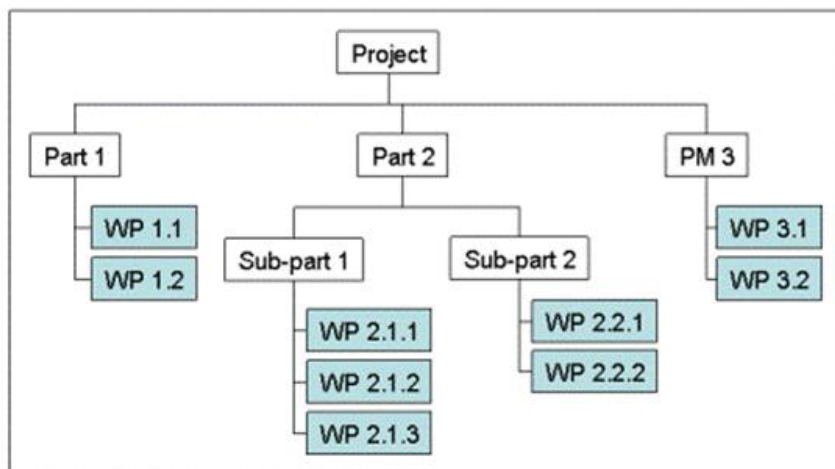 Project
Part 1
Part 2
PM 3
WP 1.1
WP 1.2
Sub-part 1
Sub-part 2
WP 3.1
WP 3.2
WP 2.1.1
WP 2.1.2
WP 2.1.3
WP 2.2.1
WP 2.2.2